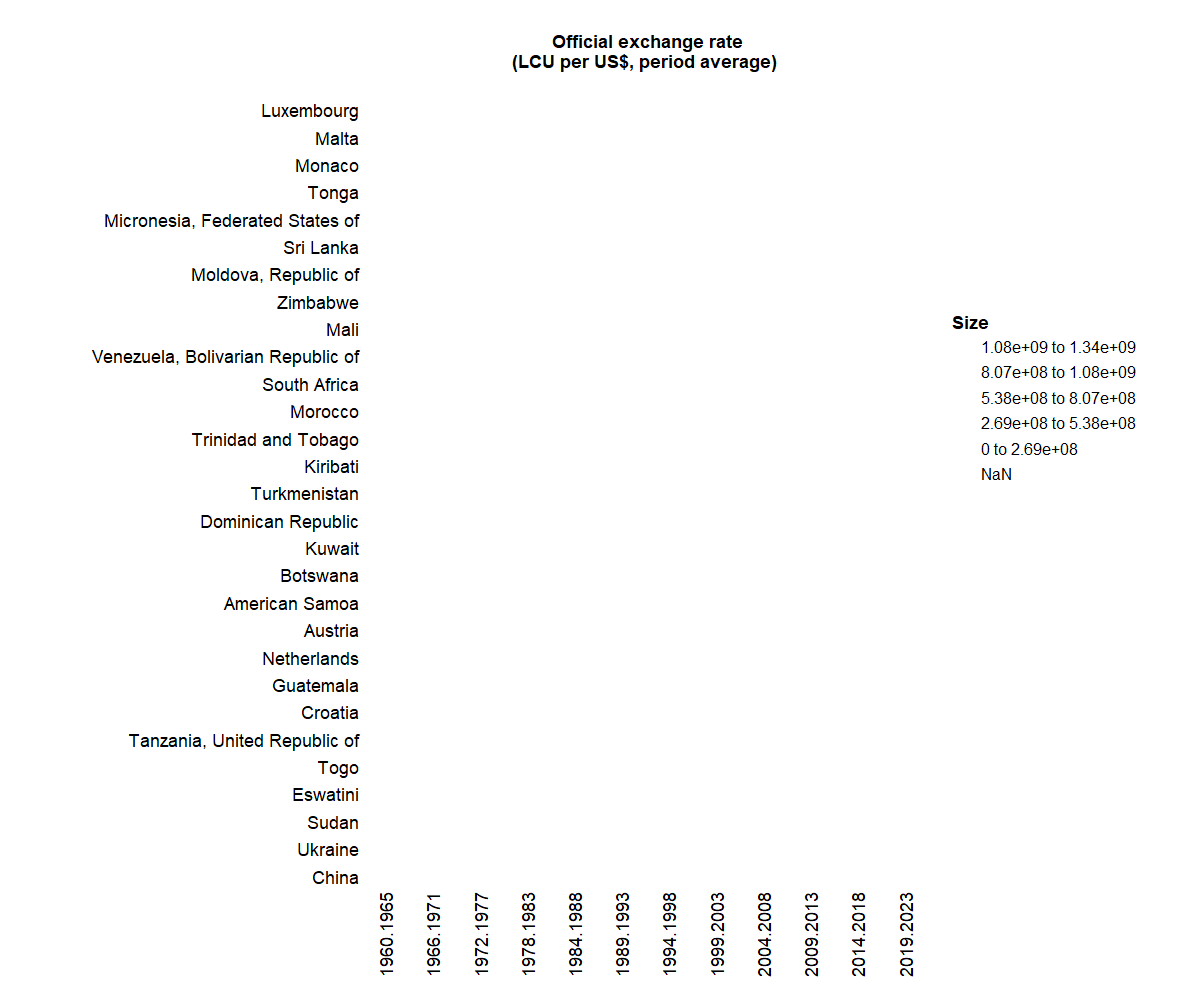 Official exchange rate
(LCU per US$, period average)
Luxembourg
Malta
Monaco
Tonga
Micronesia, Federated States of
Sri Lanka
Moldova, Republic of
Zimbabwe
Mali
Venezuela, Bolivarian Republic of
South Africa
Morocco
Trinidad and Tobago
Kiribati
Turkmenistan
Dominican Republic
Kuwait
Botswana
American Samoa
Austria
Netherlands
Guatemala
Croatia
Tanzania, United Republic of
Togo
Eswatini
Sudan
Ukraine
China
1960.1965
1966.1971
1972.1977
1978.1983
1984.1988
1989.1993
1994.1998
1999.2003
2004.2008
2009.2013
2014.2018
2019.2023
Size
1.08e+09 to 1.34e+09
8.07e+08 to 1.08e+09
5.38e+08 to 8.07e+08
2.69e+08 to 5.38e+08
0 to 2.69e+08
NaN